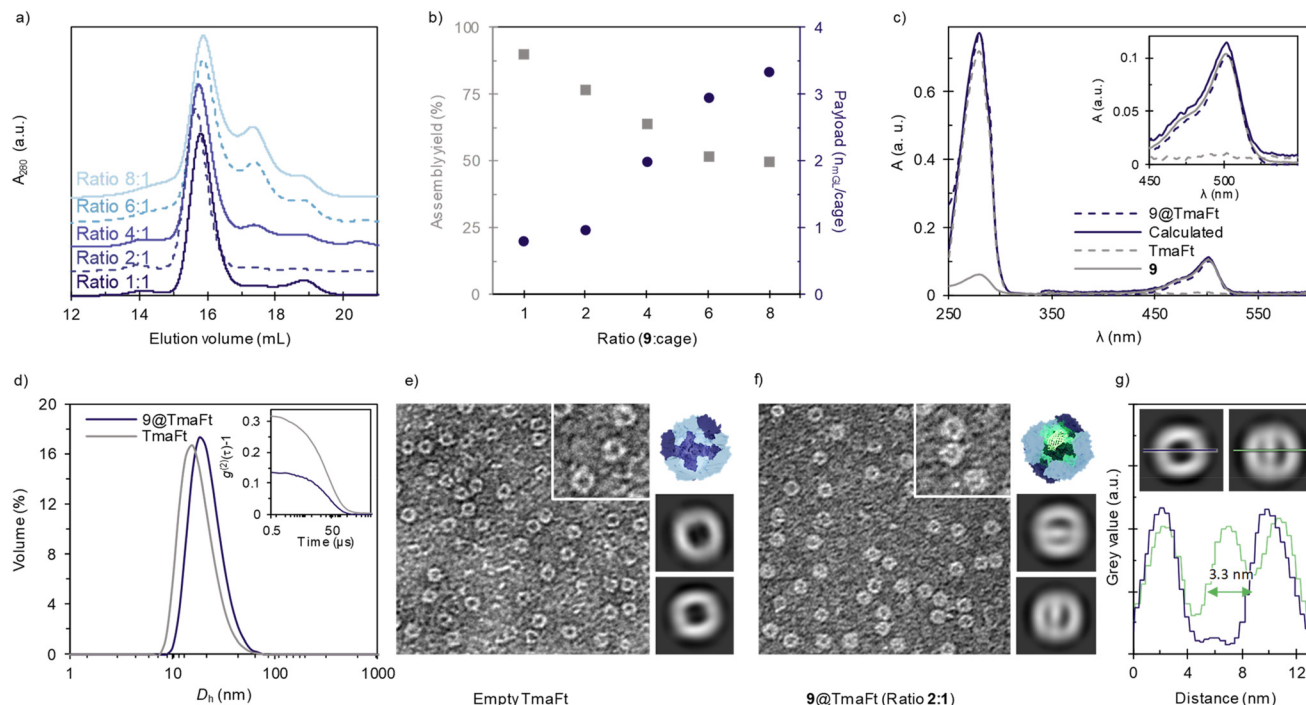 a)
A280 (a.u.)
Ratio 8:1
Ratio 6:1
Ratio 4:1
Ratio 2:1
Ratio 1:1
12 14 16 18 20
Elution volume (mL)
b)
100
75
50
25
0
Assembly yield (%)
4
3
2
1
0
Payload (nmGL/cage)
1 2 4 6 8
Ratio (9:cage)
c)
A (a. u.)
0.6
0.4
0.2
0
250 350 450 550
λ (nm)
A (a.u.)
0.1
0.05
0
450 500
λ (nm)
9@TmaFt
Calculated
TmaFt
9
d)
Volume (%)
20
16
12
8
4
0
1 10 100 1000
Dh (nm)
9@TmaFt
TmaFt
g(2)(τ)-1
0.3
0.2
0.1
0
0.5 50
Time (µs)
e)
Empty TmaFt
f)
9@TmaFt (Ratio 2:1)
g)
Grey value (a.u.)
3.3 nm
0 4 8 12
Distance (nm)